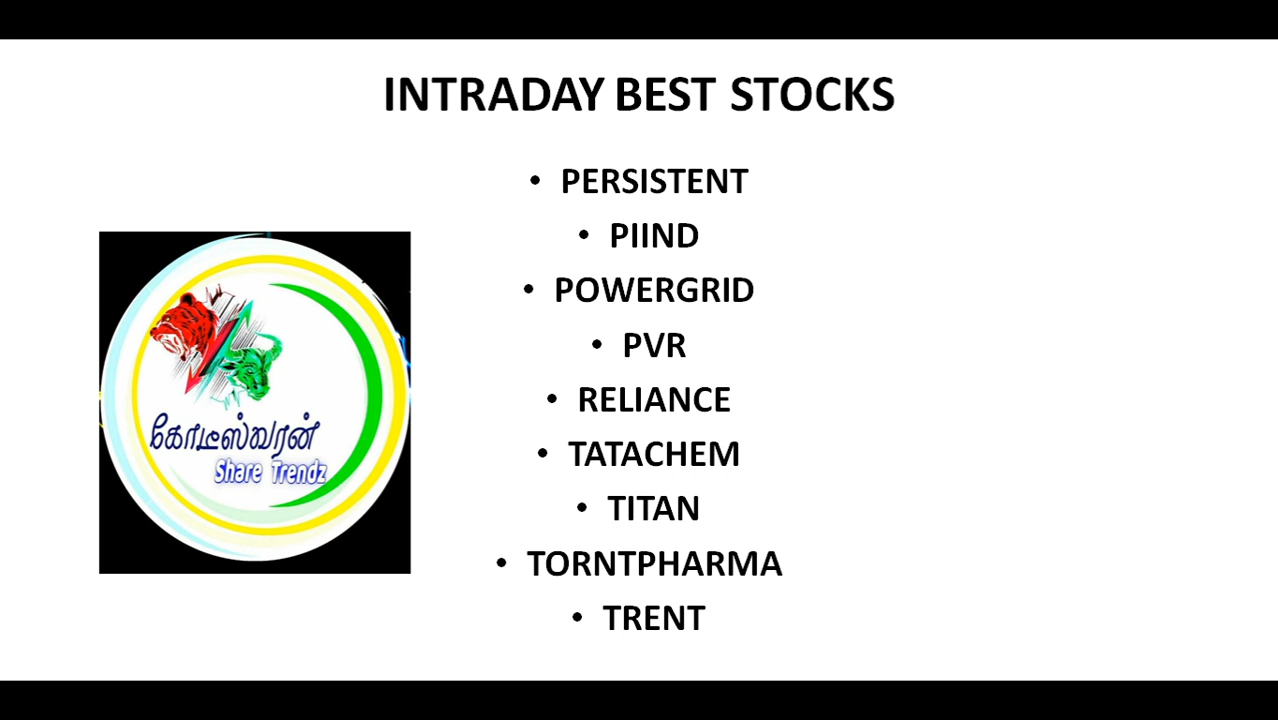 INTRADAY BEST STOCKS
• PERSISTENT
• PIIND
• POWERGRID
• PVR
• RELIANCE
• TATACHEM
• TITAN
• TORNTPHARMA
• TRENT
கோடீஸ்வரன்
Share Trendz